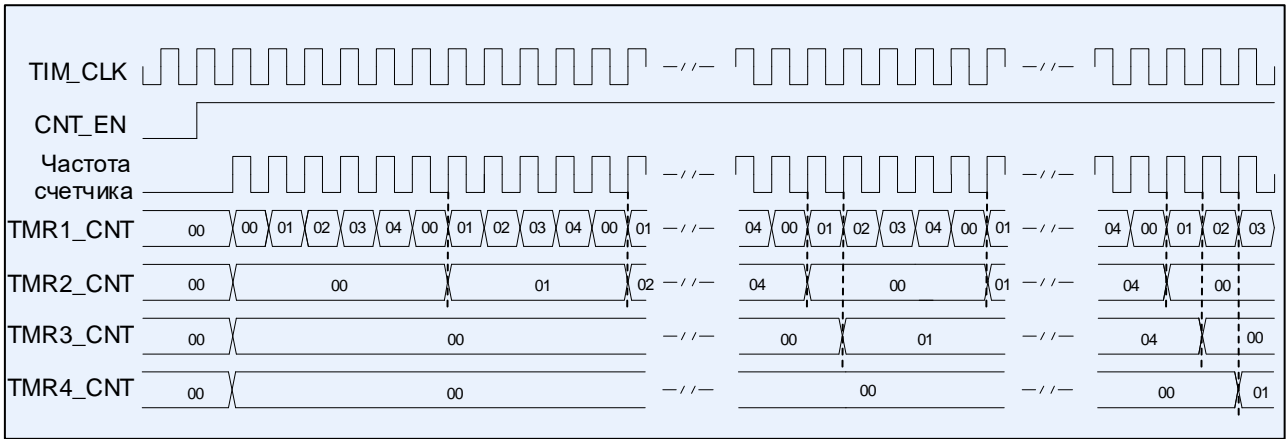 TIM_CLK
CNT_EN
Частота
счетчика
TMR1_CNT 00 00 01 02 03 04 00 01 02 03 04 00 01 04 00 01 02 03 04 00 01 04 00 01 02 03
TMR2_CNT 00 00 01 02 04 00 01 04 00
TMR3_CNT 00 00 00 01 04 00
TMR4_CNT 00 00 00 00 01